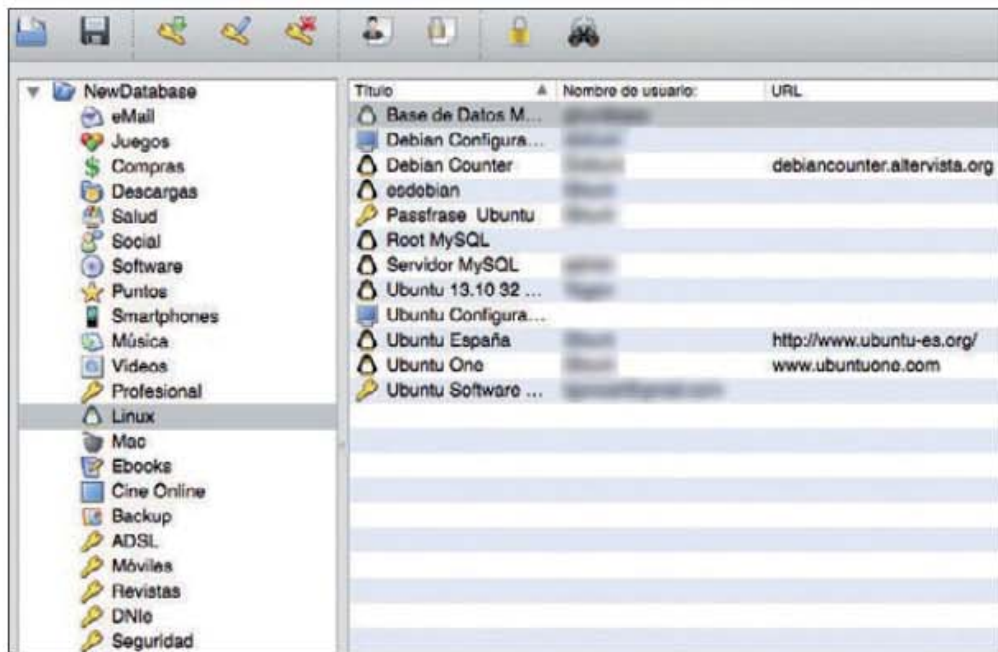 NewDatabase
eMail
Juegos
Compras
Descargas
Salud
Social
Software
Puntos
Smartphones
Música
Videos
Profesional
Linux
Mac
Ebooks
Cine Online
Backup
ADSL
Móviles
Revistas
DNIe
Seguridad
Título Nombre de usuario: URL
Base de Datos M...
Debian Configura...
Debian Counter debiancounter.altervista.org
esdebian
Passfrase Ubuntu
Root MySQL
Servidor MySQL
Ubuntu 13.10 32 ...
Ubuntu Configura...
Ubuntu España http://www.ubuntu-es.org/
Ubuntu One www.ubuntuone.com
Ubuntu Software ...